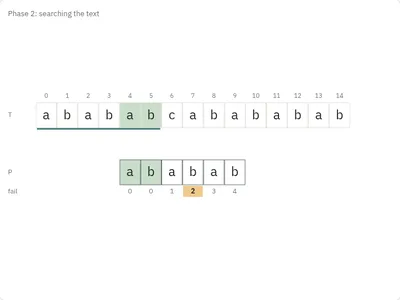 Phase 2: searching the text
0 1 2 3 4 5 6 7 8 9 10 11 12 13 14
T a b a b a b c a b a b a b a b
P a b a b a b
fail 0 0 1 2 3 4